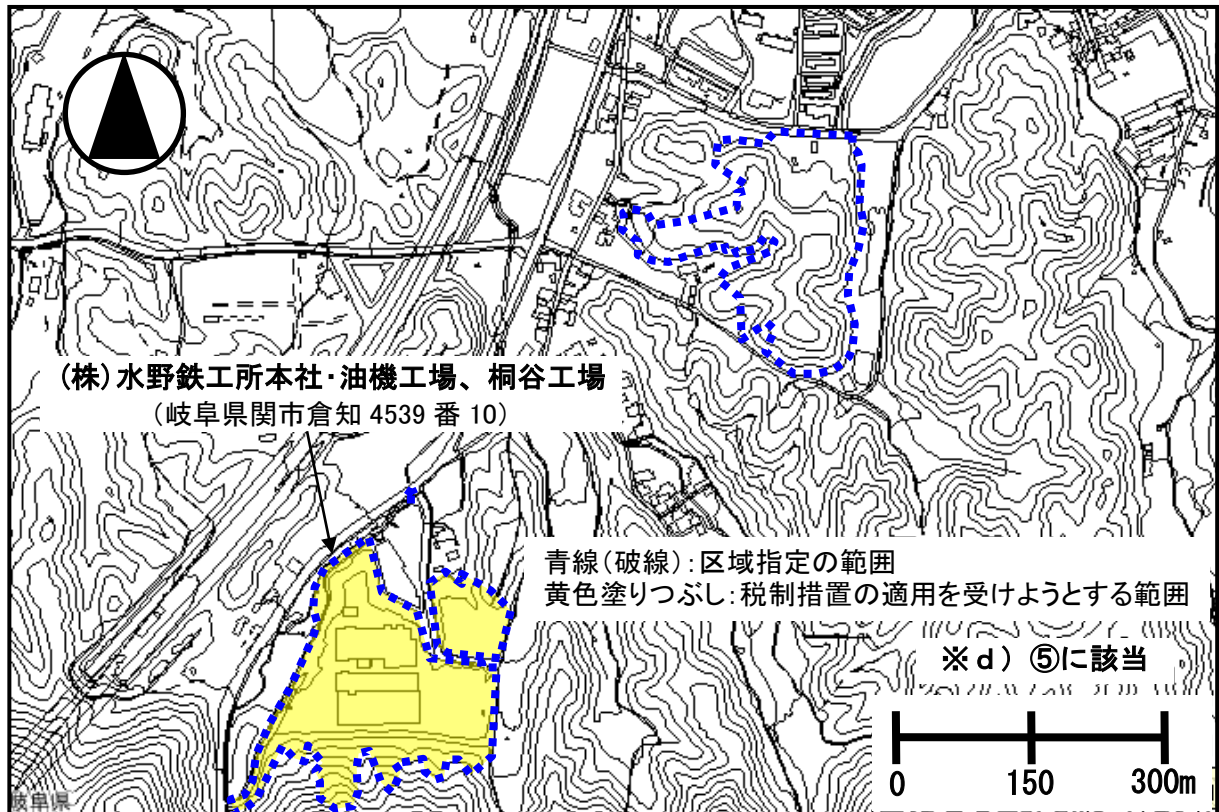 (株)水野鉄工所本社・油機工場、桐谷工場
(岐阜県関市倉知 4539 番 10)
青線(破線):区域指定の範囲
黄色塗りつぶし:税制措置の適用を受けようとする範囲
※d) ⑤に該当
0 150 300m
岐阜県